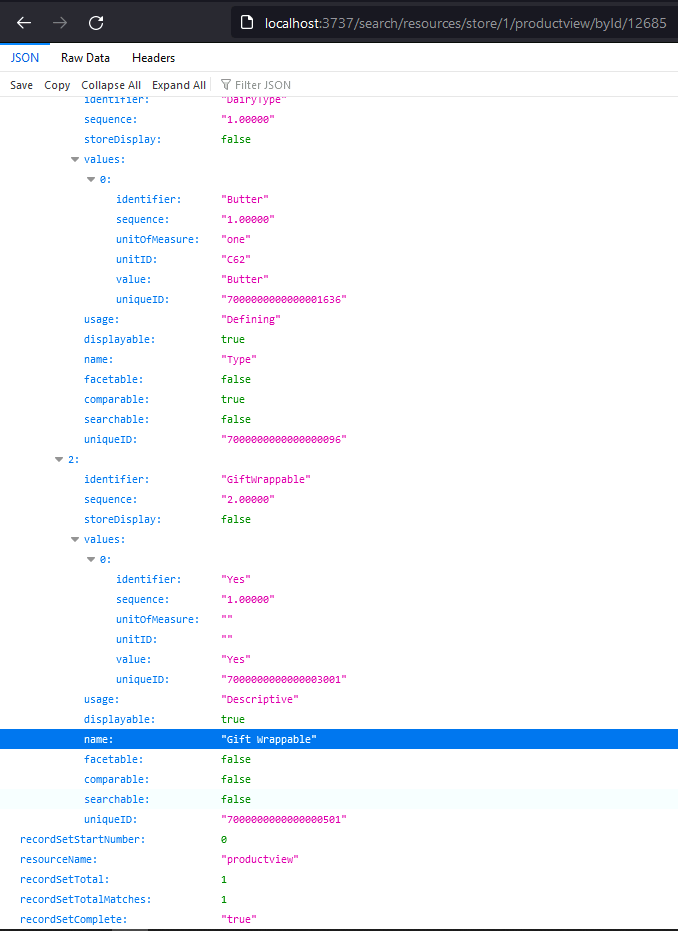 localhost:3737/search/resources/store/1/productview/byId/12685
JSON Raw Data Headers
Save Copy Collapse All Expand All Filter JSON
identifier: "DairyType"
sequence: "1.00000"
storeDisplay: false
values:
0:
identifier: "Butter"
sequence: "1.00000"
unitOfMeasure: "one"
unitID: "C62"
value: "Butter"
uniqueID: "7000000000000001636"
usage: "Defining"
displayable: true
name: "Type"
facetable: false
comparable: true
searchable: false
uniqueID: "7000000000000000096"
2:
identifier: "GiftWrappable"
sequence: "2.00000"
storeDisplay: false
values:
0:
identifier: "Yes"
sequence: "1.00000"
unitOfMeasure: ""
unitID: ""
value: "Yes"
uniqueID: "7000000000000003001"
usage: "Descriptive"
displayable: true
name: "Gift Wrappable"
facetable: false
comparable: false
searchable: false
uniqueID: "7000000000000000501"
recordSetStartNumber: 0
resourceName: "productview"
recordSetTotal: 1
recordSetTotalMatches: 1
recordSetComplete: "true"